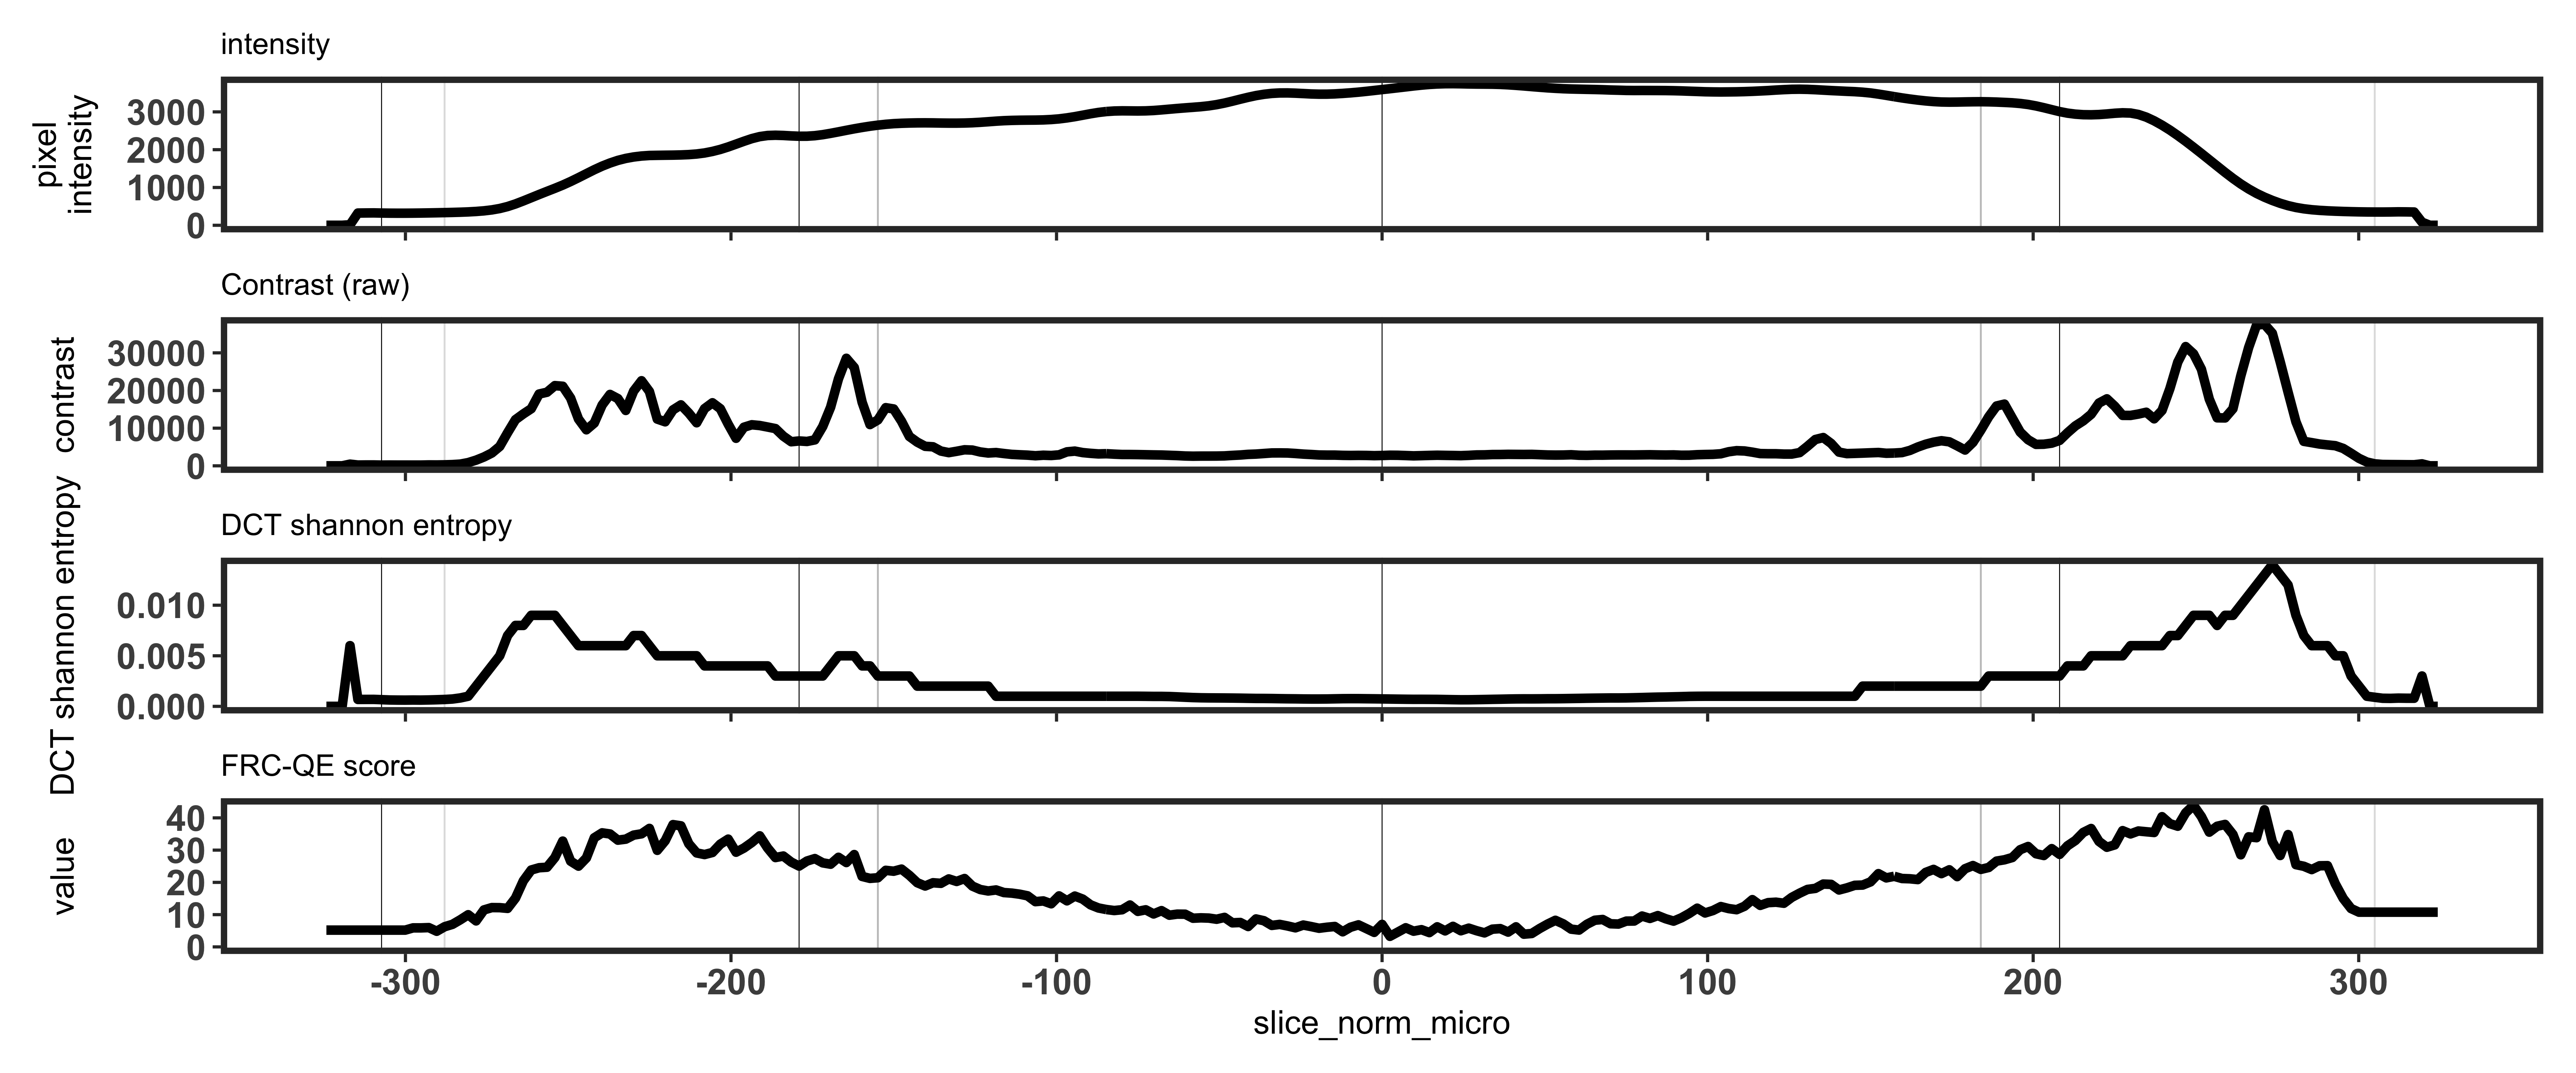 intensity
pixel
intensity
3000
2000
1000
0
Contrast (raw)
contrast
30000
20000
10000
0
DCT shannon entropy
DCT shannon entropy
0.010
0.005
0.000
FRC-QE score
value
40
30
20
10
0
-300 -200 -100 0 100 200 300
slice_norm_micro